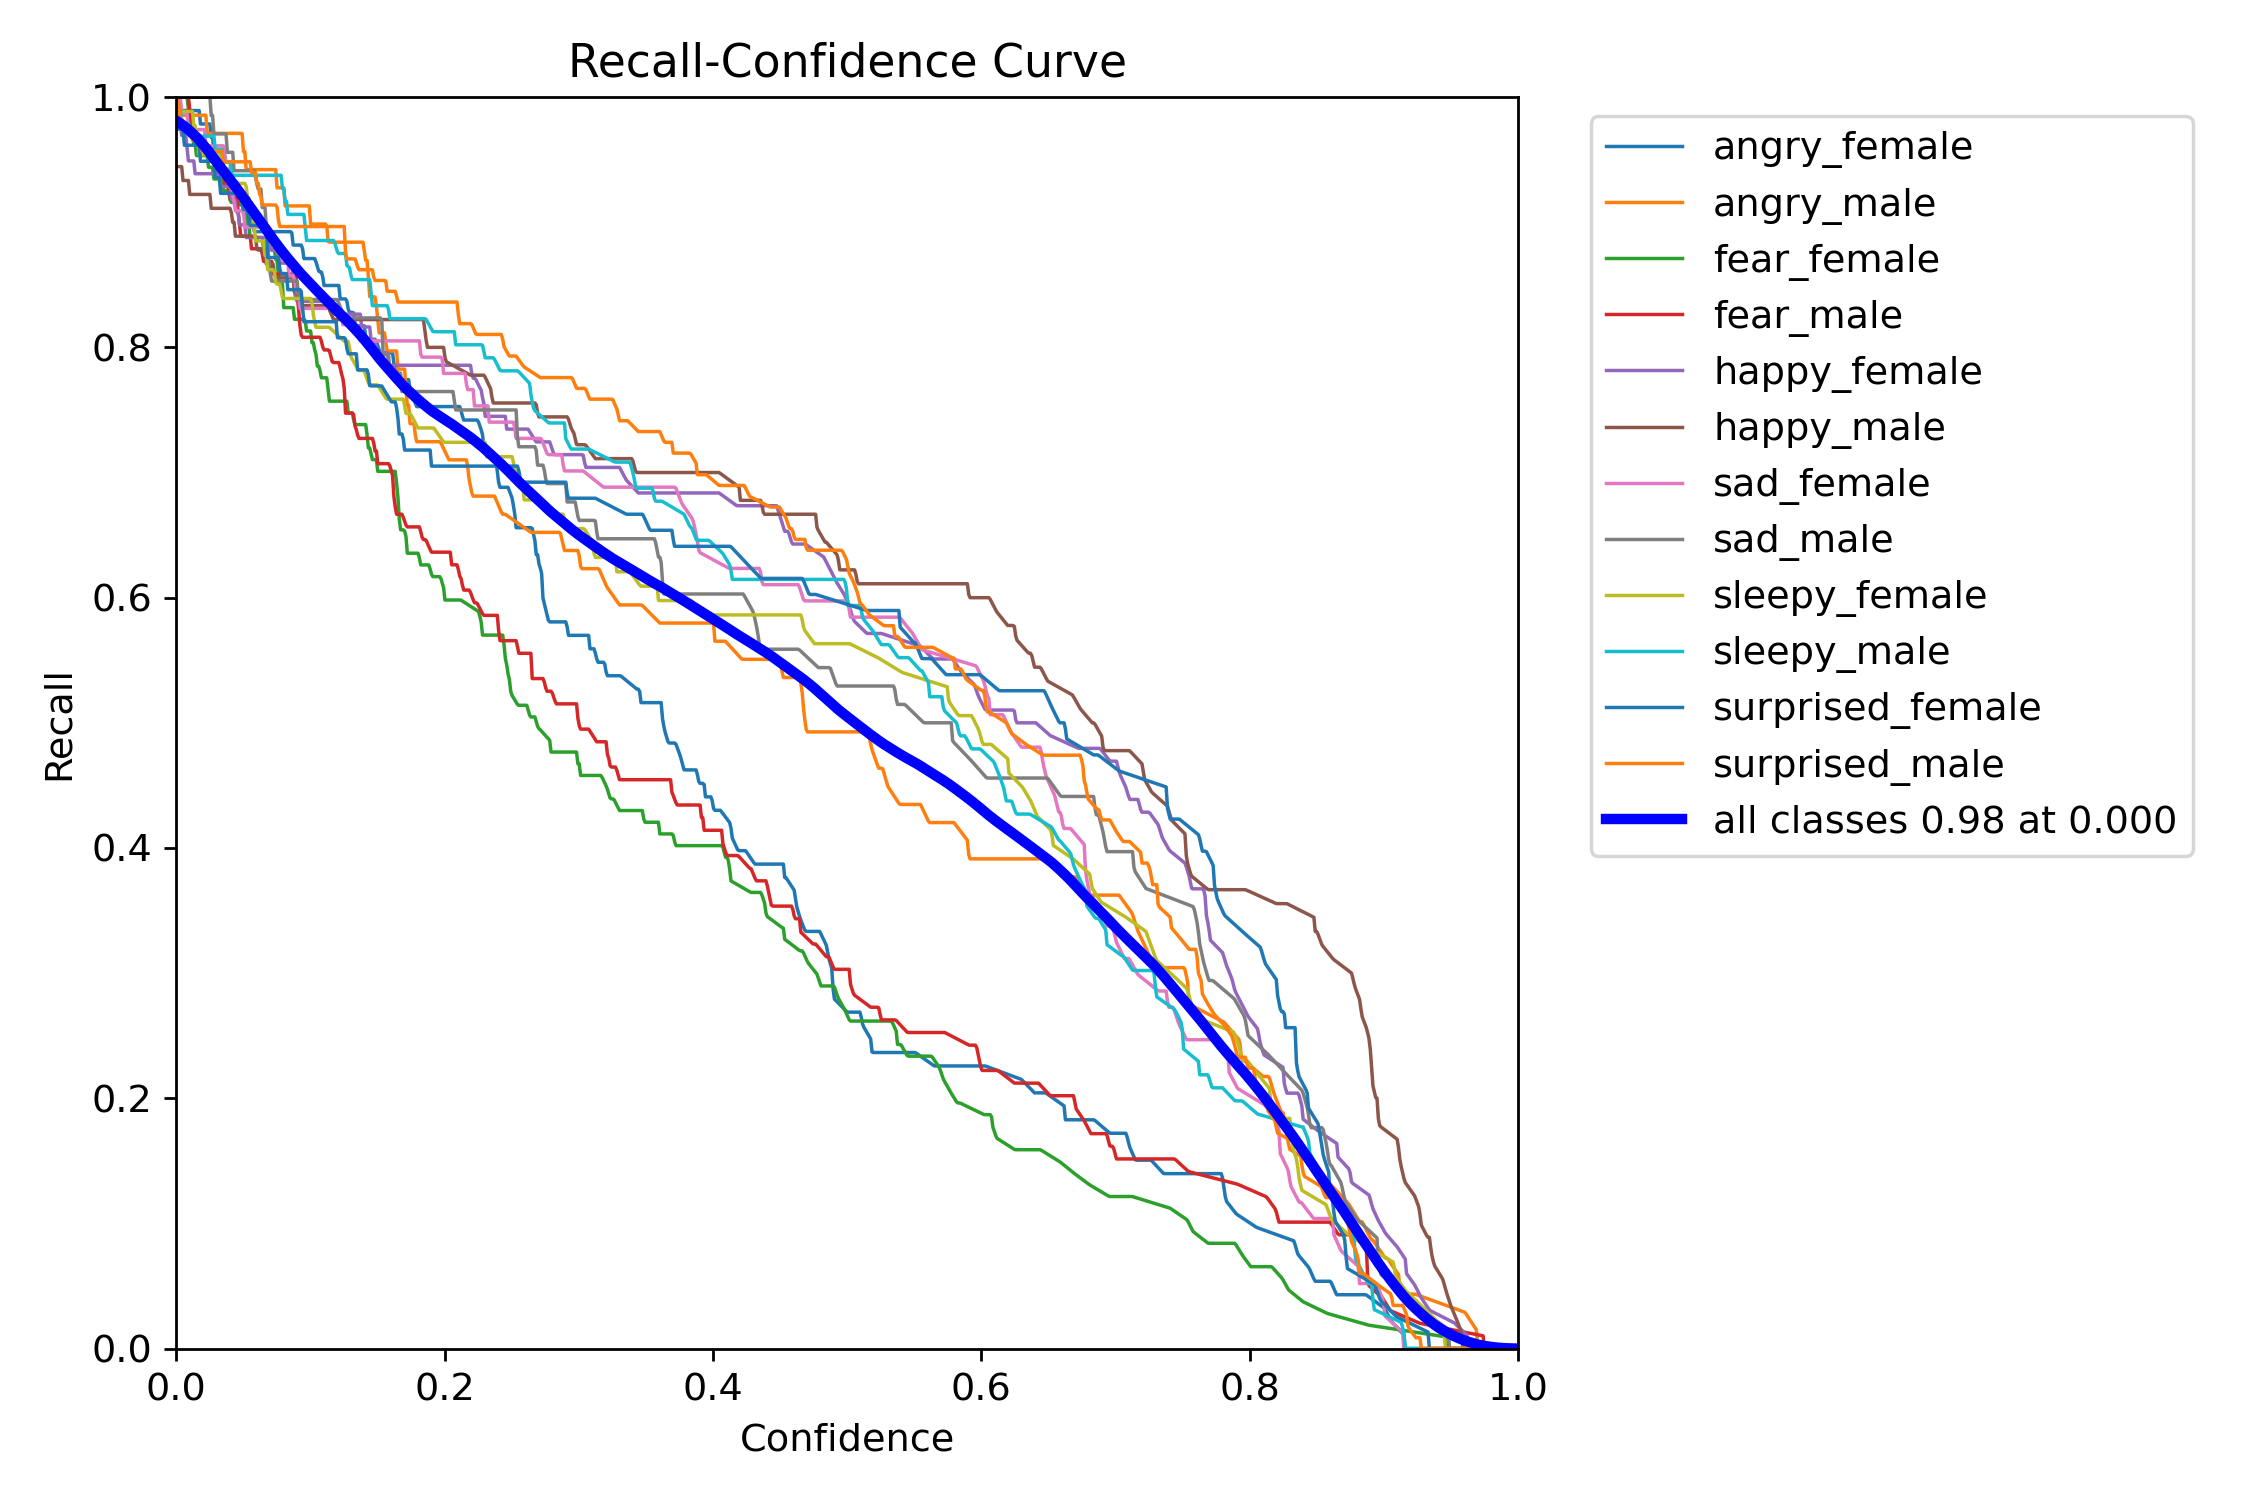 Recall-Confidence Curve
1.0
0.8
0.6
0.4
0.2
0.0
Recall
0.0 0.2 0.4 0.6 0.8 1.0
Confidence
angry_female
angry_male
fear_female
fear_male
happy_female
happy_male
sad_female
sad_male
sleepy_female
sleepy_male
surprised_female
surprised_male
all classes 0.98 at 0.000